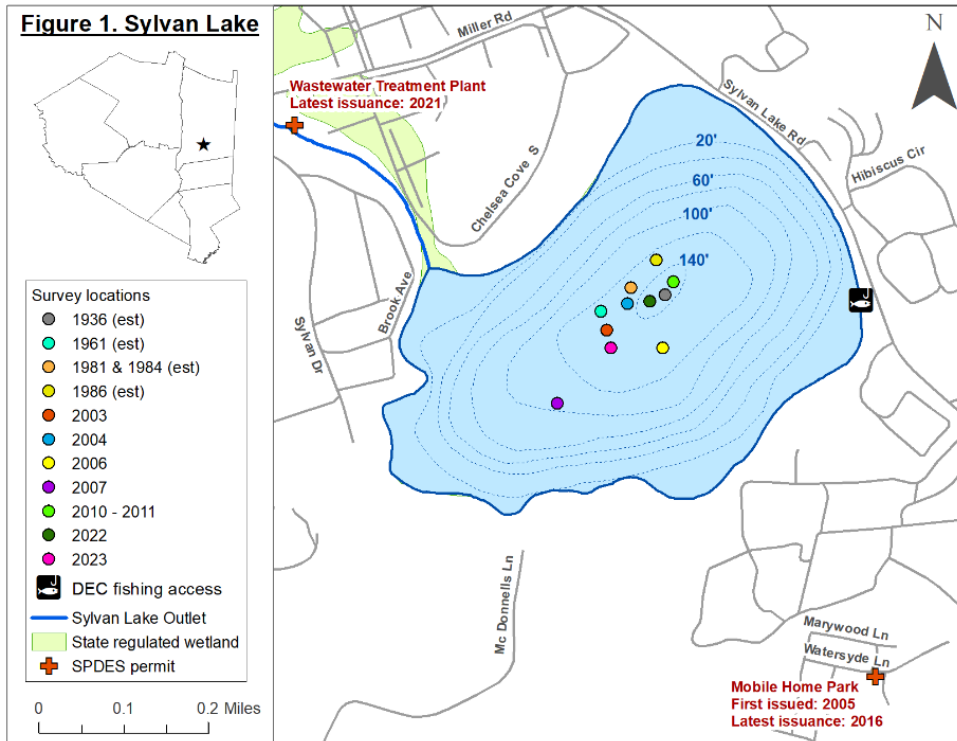 Figure 1. Sylvan Lake
Survey locations
1936 (est)
1961 (est)
1981 & 1984 (est)
1986 (est)
2003
2004
2006
2007
2010 - 2011
2022
2023
DEC fishing access
Sylvan Lake Outlet
State regulated wetland
SPDES permit
0 0.1 0.2 Miles
N
Miller Rd
Wastewater Treatment Plant
Latest issuance: 2021
Sylvan Lake Rd
Hibiscus Cir
Chelsea Cove S
Brook Ave
Sylvan Dr
20'
60'
100'
140'
Mc Donnells Ln
Marywood Ln
Watersyde Ln
Mobile Home Park
First issued: 2005
Latest issuance: 2016